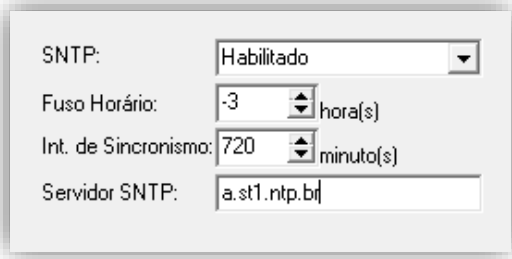 SNTP: Habilitado
Fuso Horário: -3 hora(s)
Int. de Sincronismo: 720 minuto(s)
Servidor SNTP: a.st1.ntp.br